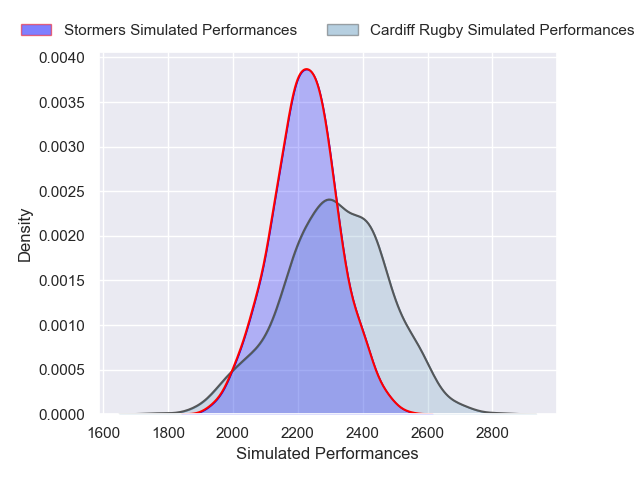 Stormers Simulated Performances
Cardiff Rugby Simulated Performances
0.0040
0.0035
0.0030
0.0025
0.0020
0.0015
0.0010
0.0005
0.0000
Density
1600 1800 2000 2200 2400 2600 2800
Simulated Performances